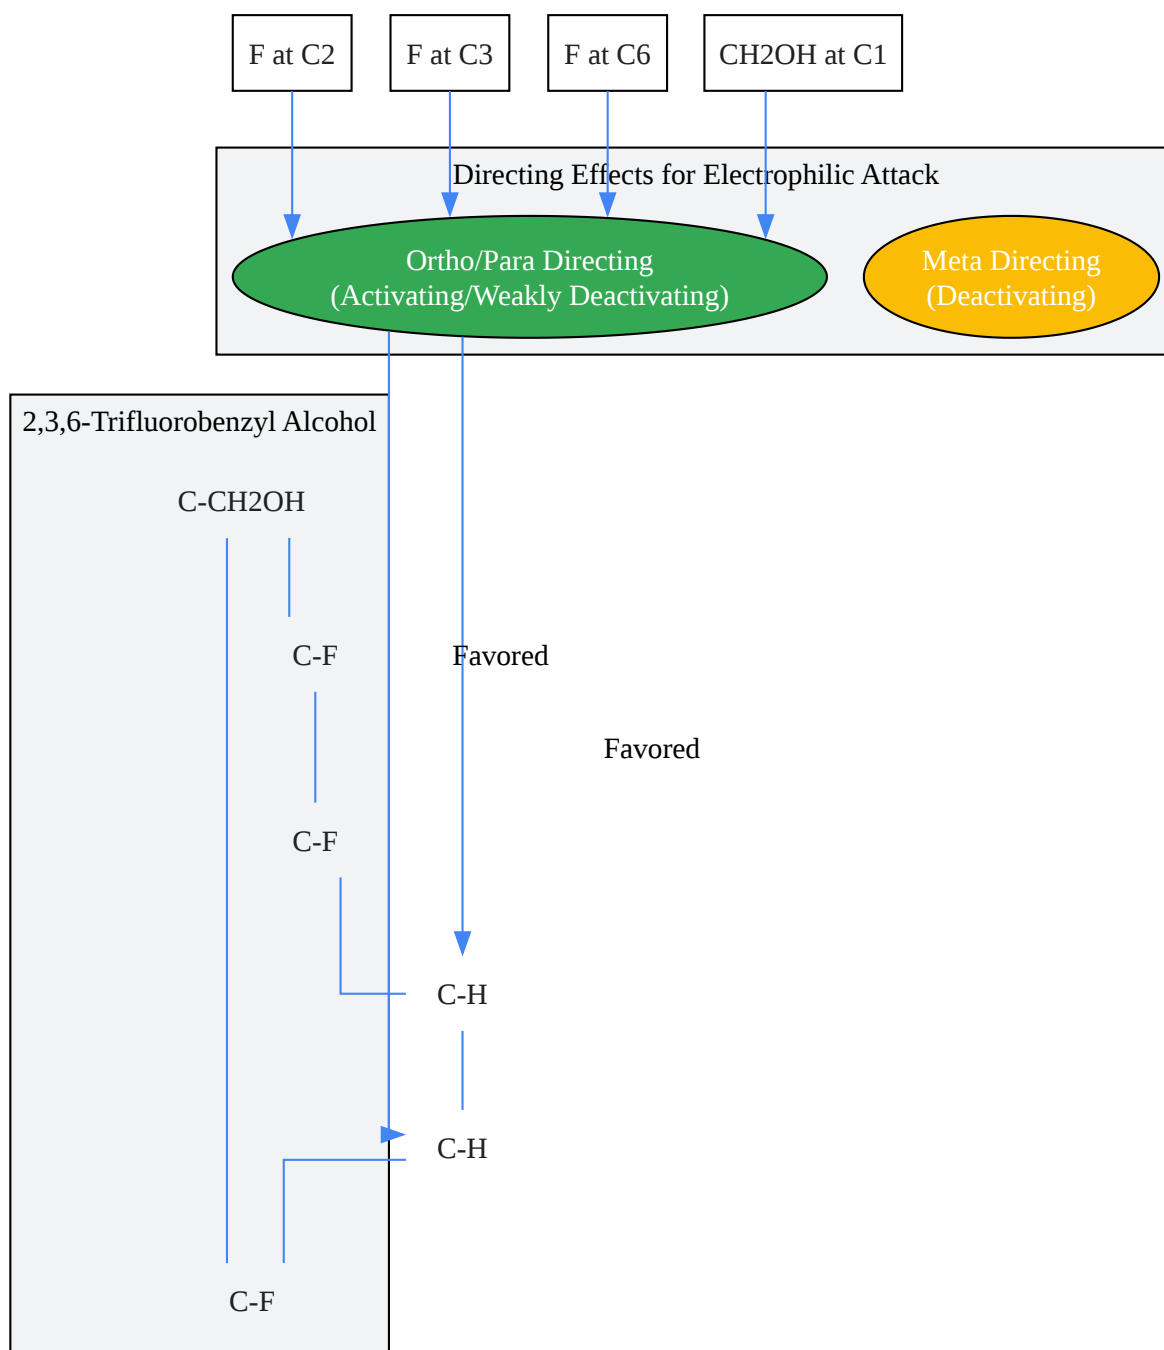 F at C2
F at C3
F at C6
CH2OH at C1
Directing Effects for Electrophilic Attack
Ortho/Para Directing
(Activating/Weakly Deactivating)
Meta Directing
(Deactivating)
2,3,6-Trifluorobenzyl Alcohol
C-CH2OH
C-F
Favored
Favored
C-F
C-H
C-H
C-F